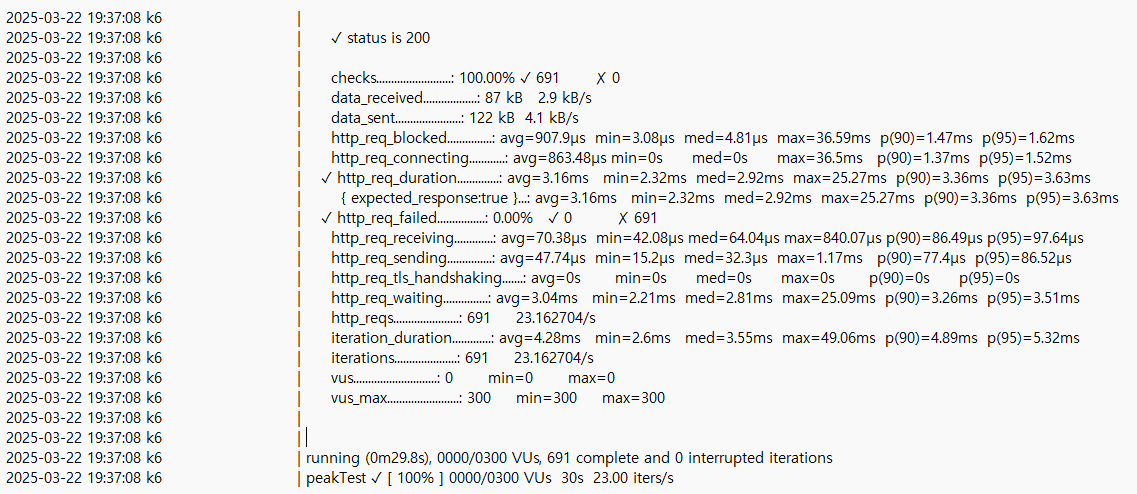 2025-03-22 19:37:08 k6 |
2025-03-22 19:37:08 k6 | ✓ status is 200
2025-03-22 19:37:08 k6 |
2025-03-22 19:37:08 k6 | checks.........................: 100.00% ✓ 691 ✗ 0
2025-03-22 19:37:08 k6 | data_received..................: 87 kB 2.9 kB/s
2025-03-22 19:37:08 k6 | data_sent......................: 122 kB 4.1 kB/s
2025-03-22 19:37:08 k6 | http_req_blocked...............: avg=907.9µs min=3.08µs med=4.81µs max=36.59ms p(90)=1.47ms p(95)=1.62ms
2025-03-22 19:37:08 k6 | http_req_connecting............: avg=863.48µs min=0s med=0s max=36.5ms p(90)=1.37ms p(95)=1.52ms
2025-03-22 19:37:08 k6 | ✓ http_req_duration..............: avg=3.16ms min=2.32ms med=2.92ms max=25.27ms p(90)=3.36ms p(95)=3.63ms
2025-03-22 19:37:08 k6 | { expected_response:true }...: avg=3.16ms min=2.32ms med=2.92ms max=25.27ms p(90)=3.36ms p(95)=3.63ms
2025-03-22 19:37:08 k6 | ✓ http_req_failed................: 0.00% ✓ 0 ✗ 691
2025-03-22 19:37:08 k6 | http_req_receiving.............: avg=70.38µs min=42.08µs med=64.04µs max=840.07µs p(90)=86.49µs p(95)=97.64µs
2025-03-22 19:37:08 k6 | http_req_sending...............: avg=47.74µs min=15.2µs med=32.3µs max=1.17ms p(90)=77.4µs p(95)=86.52µs
2025-03-22 19:37:08 k6 | http_req_tls_handshaking.......: avg=0s min=0s med=0s max=0s p(90)=0s p(95)=0s
2025-03-22 19:37:08 k6 | http_req_waiting...............: avg=3.04ms min=2.21ms med=2.81ms max=25.09ms p(90)=3.26ms p(95)=3.51ms
2025-03-22 19:37:08 k6 | http_reqs......................: 691 23.162704/s
2025-03-22 19:37:08 k6 | iteration_duration.............: avg=4.28ms min=2.6ms med=3.55ms max=49.06ms p(90)=4.89ms p(95)=5.32ms
2025-03-22 19:37:08 k6 | iterations.....................: 691 23.162704/s
2025-03-22 19:37:08 k6 | vus............................: 0 min=0 max=0
2025-03-22 19:37:08 k6 | vus_max........................: 300 min=300 max=300
2025-03-22 19:37:08 k6 |
2025-03-22 19:37:08 k6 |
2025-03-22 19:37:08 k6 | running (0m29.8s), 0000/0300 VUs, 691 complete and 0 interrupted iterations
2025-03-22 19:37:08 k6 | peakTest ✓ [ 100% ] 0000/0300 VUs 30s 23.00 iters/s